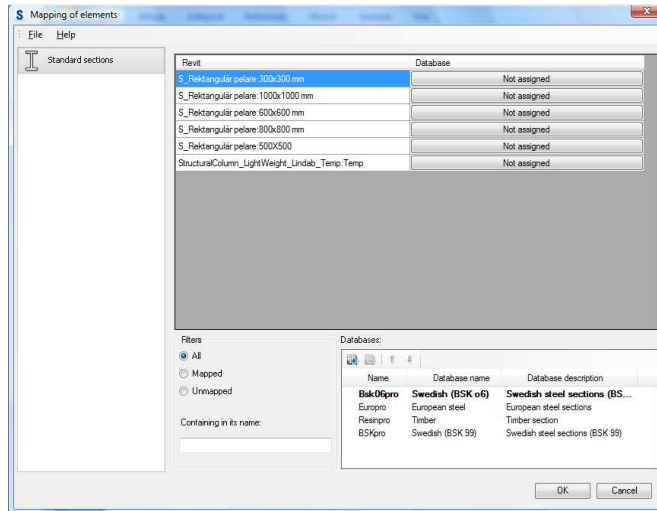 S Mapping of elements
File Help
Standard sections
Revit Database
S_Rektangulär pelare:300x300 mm Not assigned
S_Rektangulär pelare:1000x1000 mm Not assigned
S_Rektangulär pelare:600x600 mm Not assigned
S_Rektangulär pelare:800x800 mm Not assigned
S_Rektangulär pelare:500X500 Not assigned
StructuralColumn_LightWeight_Lindab_Temp:Temp Not assigned
Filters
All
Mapped
Unmapped
Containing in its name:
Databases:
Name Database name Database description
Bsk06pro Swedish (BSK o6) Swedish steel sections (BS...
Europro European steel European steel sections
Resinpro Timber Timber section
BSKpro Swedish (BSK 99) Swedish steel sections (BSK 99)
OK Cancel